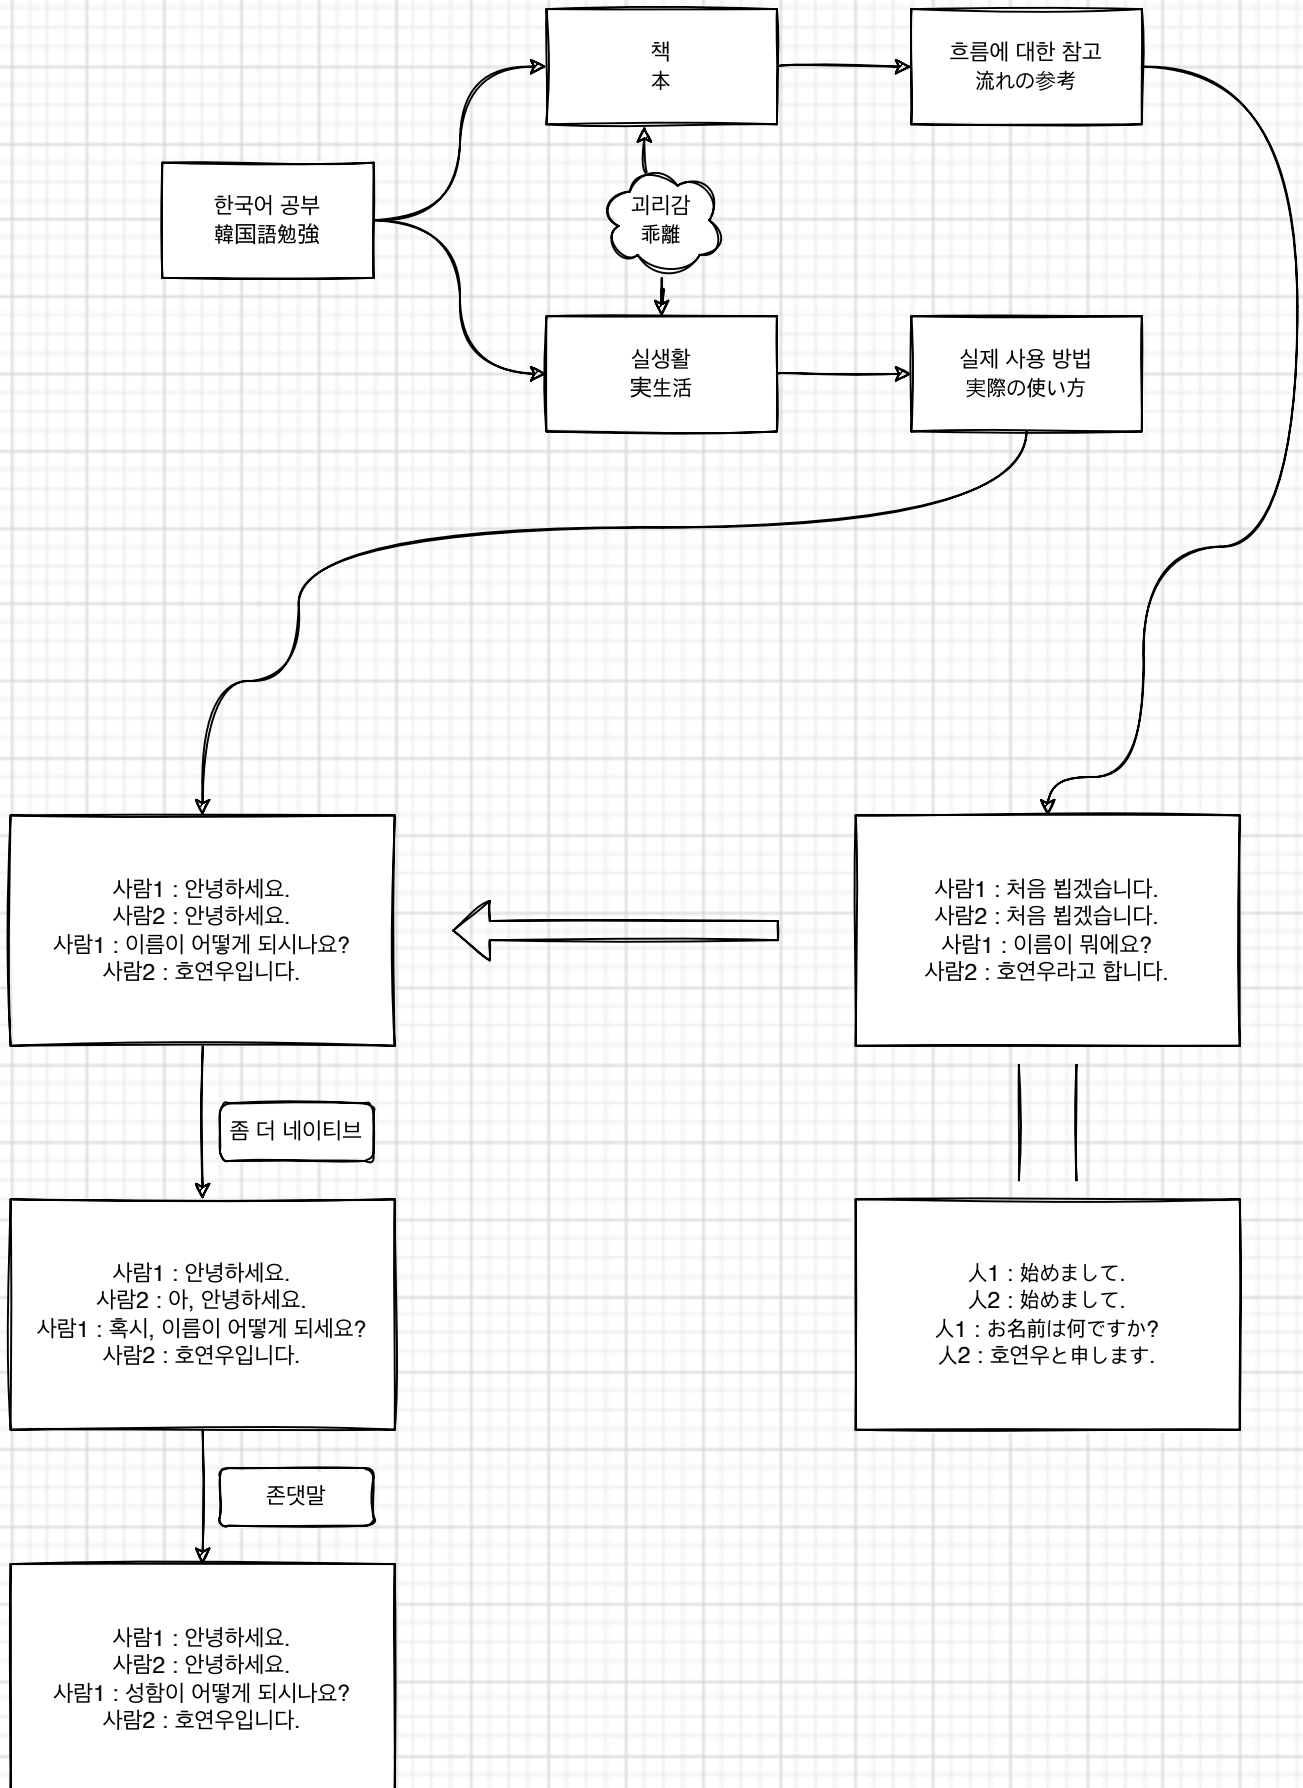 책
本
흐름에 대한 참고
流れの参考
한국어 공부
韓国語勉強
괴리감
乖離
실생활
実生活
실제 사용 방법
実際の使い方
사람1 : 안녕하세요.
사람2 : 안녕하세요.
사람1 : 이름이 어떻게 되시나요?
사람2 : 호연우입니다.
사람1 : 처음 뵙겠습니다.
사람2 : 처음 뵙겠습니다.
사람1 : 이름이 뭐에요?
사람2 : 호연우라고 합니다.
좀 더 네이티브
사람1 : 안녕하세요.
사람2 : 아, 안녕하세요.
사람1 : 혹시, 이름이 어떻게 되세요?
사람2 : 호연우입니다.
人1 : 始めまして.
人2 : 始めまして.
人1 : お名前は何ですか?
人2 : 호연우と申します.
존댓말
사람1 : 안녕하세요.
사람2 : 안녕하세요.
사람1 : 성함이 어떻게 되시나요?
사람2 : 호연우입니다.